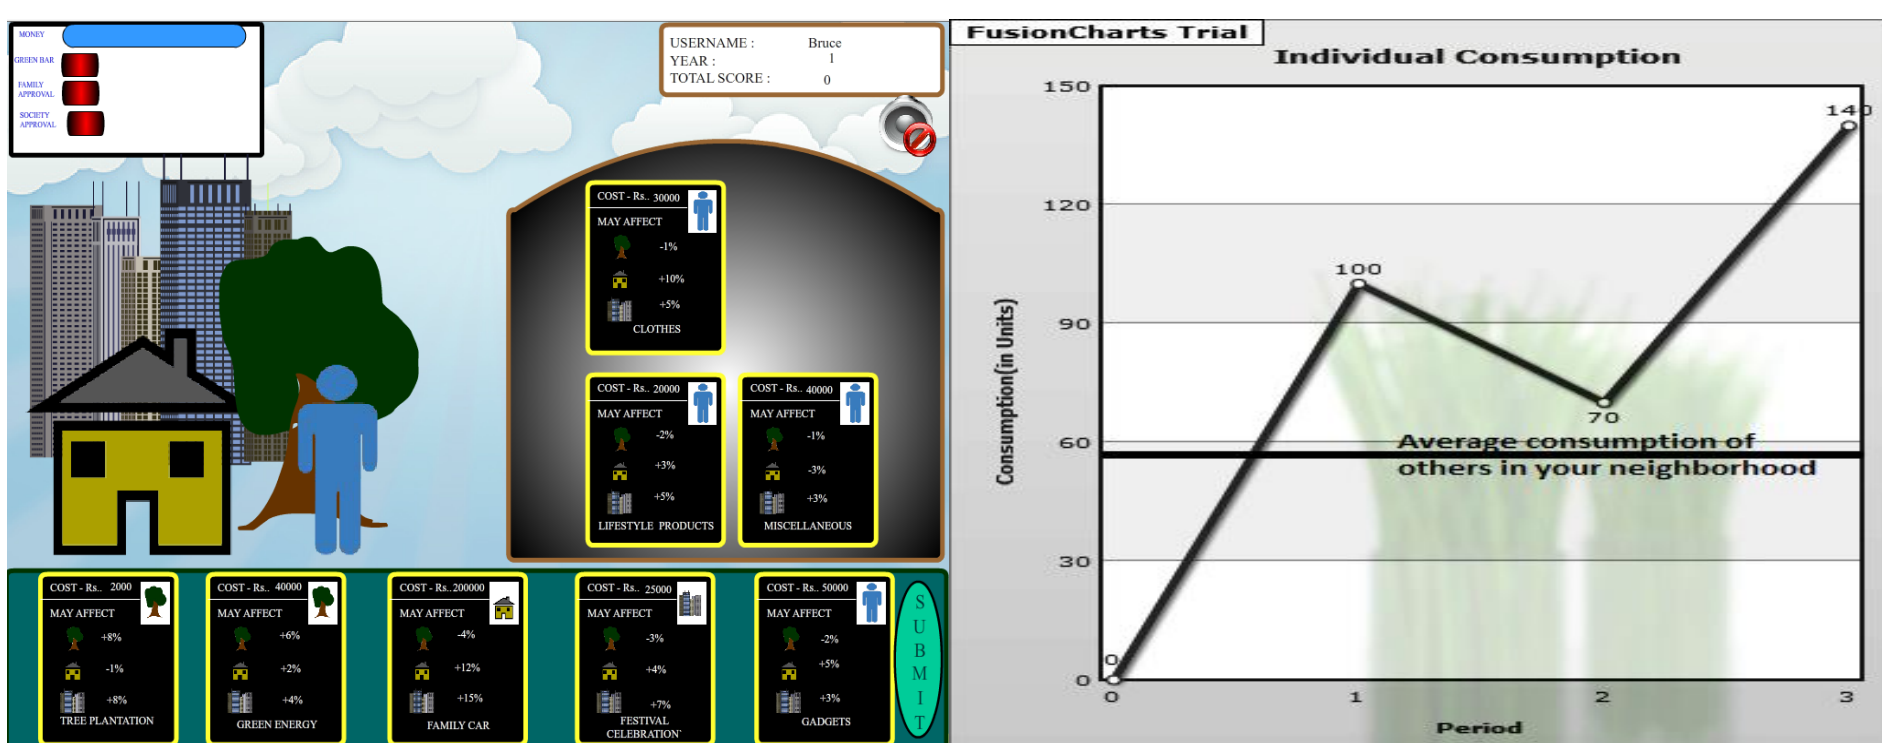 MONEY
GREEN BAR
FAMILY
APPROVAL
SOCIETY
APPROVAL
USERNAME : Bruce
YEAR : 1
TOTAL SCORE : 0
COST - Rs.. 30000
MAY AFFECT
-1%
+10%
+5%
CLOTHES
COST - Rs.. 20000
MAY AFFECT
-2%
+3%
+5%
LIFESTYLE PRODUCTS
COST - Rs.. 40000
MAY AFFECT
-1%
-3%
+3%
MISCELLANEOUS
COST - Rs.. 2000
MAY AFFECT
+8%
-1%
+8%
TREE PLANTATION
COST - Rs.. 40000
MAY AFFECT
+6%
+2%
+4%
GREEN ENERGY
COST - Rs.. 200000
MAY AFFECT
-4%
+12%
+15%
FAMILY CAR
COST - Rs.. 25000
MAY AFFECT
-3%
+4%
+7%
FESTIVAL
CELEBRATION`
COST - Rs.. 50000
MAY AFFECT
-2%
+5%
+3%
GADGETS
SUBMIT
FusionCharts Trial
Individual Consumption
Consumption(in Units)
150
120
90
60
30
0
0
100
70
140
Average consumption of
others in your neighborhood
0 1 2 3
Period